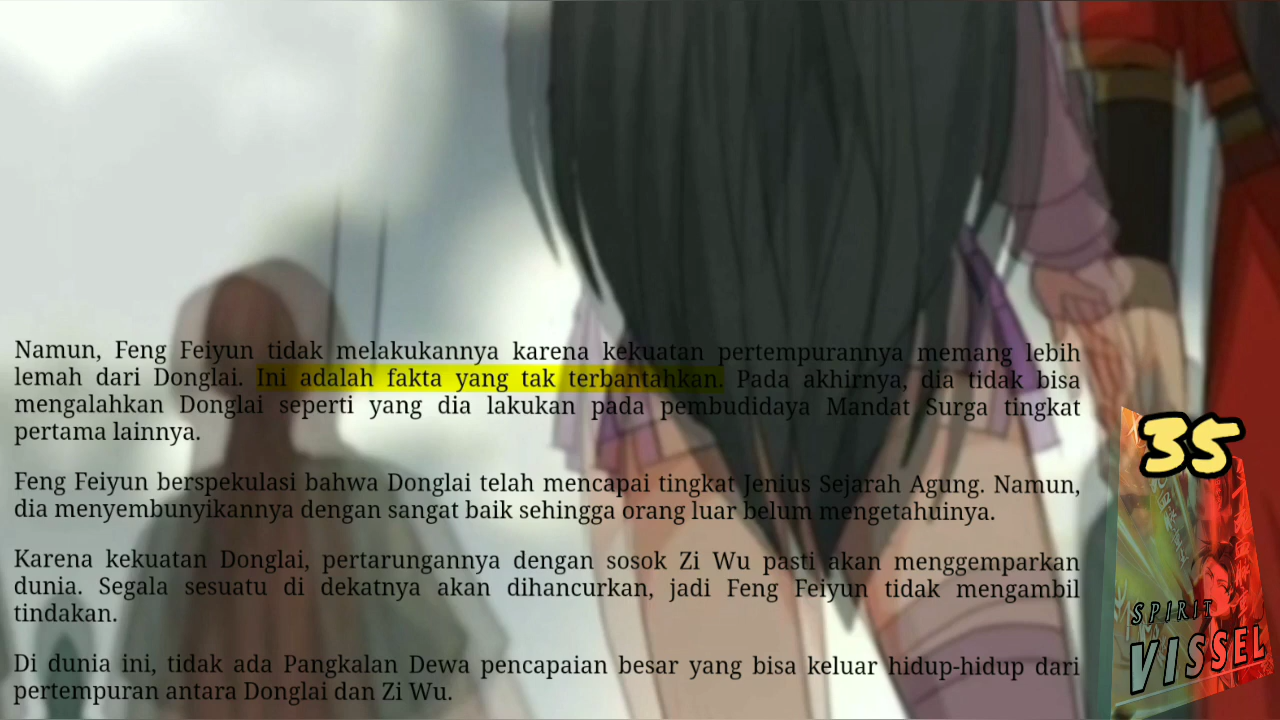 Namun, Feng Feiyun tidak melakukannya karena kekuatan pertempurannya memang lebih
lemah dari Donglai. Ini adalah fakta yang tak terbantahkan. Pada akhirnya, dia tidak bisa
mengalahkan Donglai seperti yang dia lakukan pada pembudidaya Mandat Surga tingkat
pertama lainnya.
Feng Feiyun berspekulasi bahwa Donglai telah mencapai tingkat Jenius Sejarah Agung. Namun,
dia menyembunyikannya dengan sangat baik sehingga orang luar belum mengetahuinya.
Karena kekuatan Donglai, pertarungannya dengan sosok Zi Wu pasti akan menggemparkan
dunia. Segala sesuatu di dekatnya akan dihancurkan, jadi Feng Feiyun tidak mengambil
tindakan.
Di dunia ini, tidak ada Pangkalan Dewa pencapaian besar yang bisa keluar hidup-hidup dari
pertempuran antara Donglai dan Zi Wu.
35
SPIRIT
VISSEL